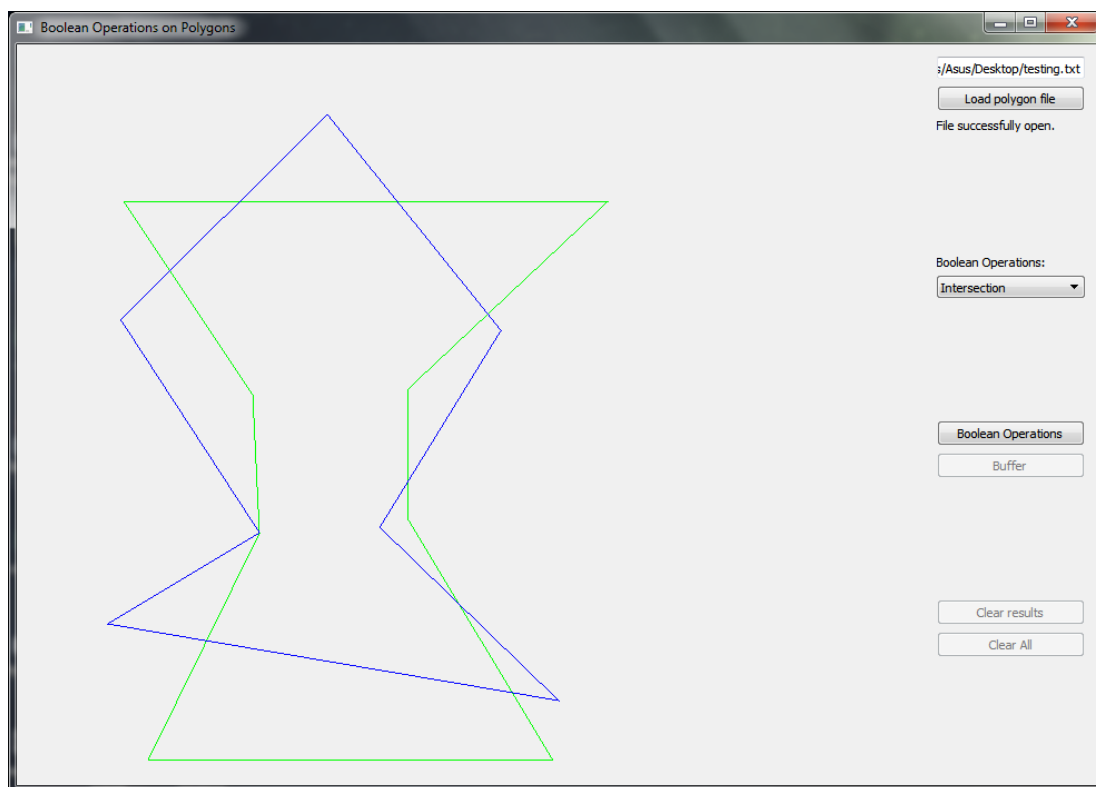 Boolean Operations on Polygons
s/Asus/Desktop/testing.txt
Load polygon file
File successfully open.
Boolean Operations:
Intersection
Boolean Operations
Buffer
Clear results
Clear All